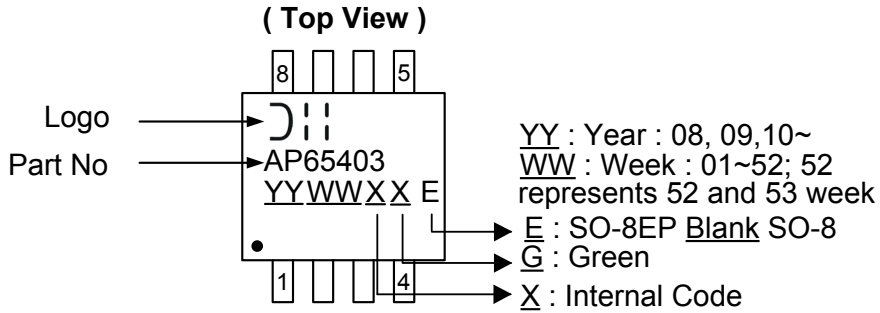 ( Top View )
8 5
Logo
Part No
AP65403
YYWWXX E
1 4
YY : Year : 08, 09,10~
WW : Week : 01~52; 52
represents 52 and 53 week
E : SO-8EP Blank SO-8
G : Green
X : Internal Code